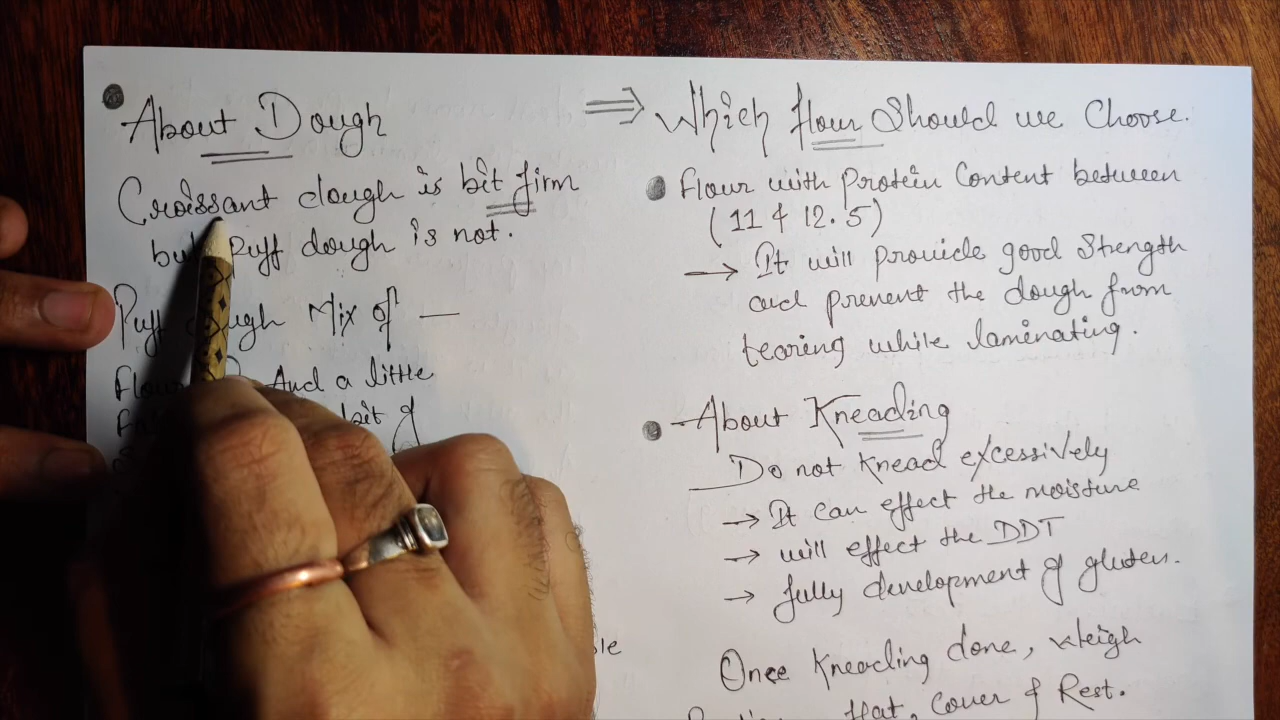 About Dough
Croissant dough is bit firm
but puff dough is not.
Puff dough Mix of —
flour And a little
bit of
⇒ Which flour Should we Choose.
flour with Protein Content between
(11 & 12.5)
→ It will provide good Strength
and prevent the dough from
tearing while laminating.
About Kneading
Do not Knead excessively
→ It can effect the moisture
→ will effect the DDT
→ fully development of gluten.
Once Kneading done, weigh
flat, Cover & Rest.